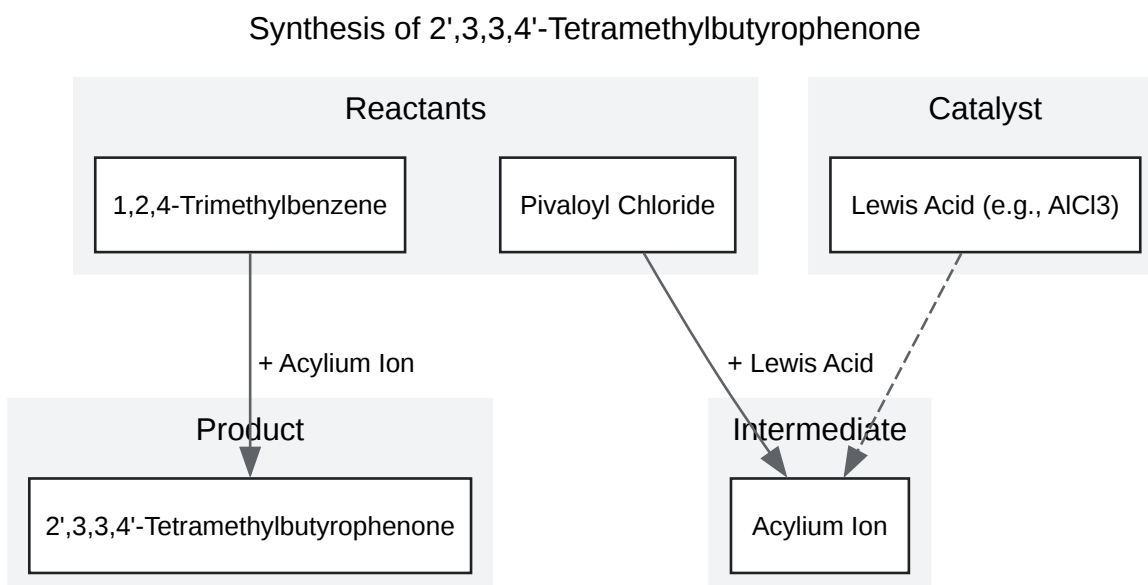 Synthesis of 2',3,3,4'-Tetramethylbutyrophenone
Reactants
Catalyst
1,2,4-Trimethylbenzene
Pivaloyl Chloride
Lewis Acid (e.g., AlCl3)
+ Acylium Ion
+ Lewis Acid
Product
Intermediate
2',3,3,4'-Tetramethylbutyrophenone
Acylium Ion